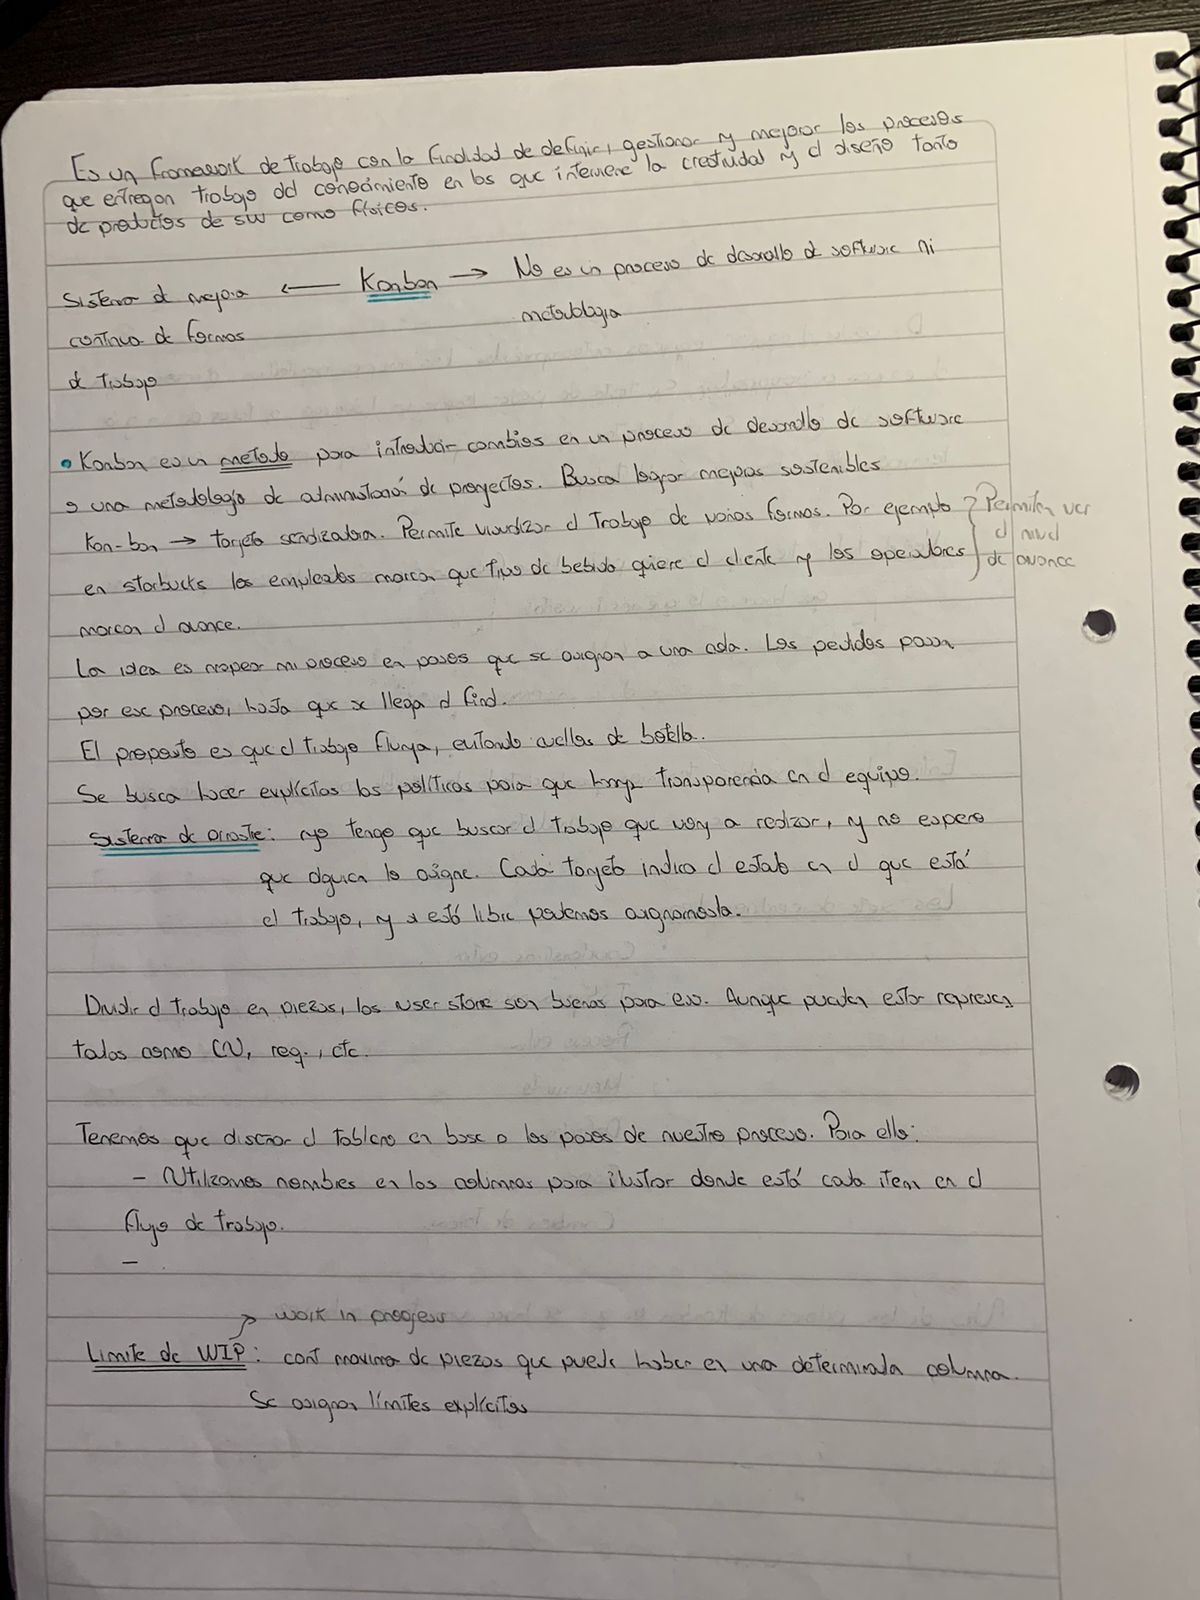 Es un framework de trabajo con la finalidad de definir, gestionar y mejorar los procesos
que entregan trabajo del conocimiento en los que interviene la creatividad y el diseño tanto
de productos de sw como físicos.
Sistema de mejora ← Kanban → No es un proceso de desarrollo de software ni
continua de formas
metodología
de trabajo
• Kanban es un método para introducir cambios en un proceso de desarrollo de software
o una metodología de administración de proyectos. Busca lograr mejoras sostenibles
Kan-ban → tarjeta señalizadora. Permite visualizar el trabajo de varias formas. Por ejemplo
en starbucks los empleados marcan que tipo de bebida quiere el cliente y los operadores
marcan el avance.
Permiten ver
el nivel
de avance
La idea es mapear mi proceso en pasos que se asignan a una cola. Los pedidos pasan
por ese proceso, hasta que se llega al final.
El proposito es que el trabajo fluya, evitando cuellos de botella.
Se busca hacer explícitas las políticas para que haya transparencia en el equipo.
Sistema de arrastre: yo tengo que buscar el trabajo que voy a realizar, y no espero
que alguien lo asigne. Cada tarjeta indica el estado en el que está
el trabajo, y si está libre podemos asignarnosla.
Dividir el trabajo en piezas, las user storie son buenas para eso. Aunque pueden estar represen
tadas como CU, req., etc.
Tenemos que diseñar el tablero en base a los pasos de nuestro proceso. Para ello:
- Utilizamos nombres en las columnas para ilustrar donde está cada item en el
flujo de trabajo.
-
→ work in progress
Limite de WIP: cant maxima de piezas que puede haber en una determinada columna.
Se asignan límites explícitos